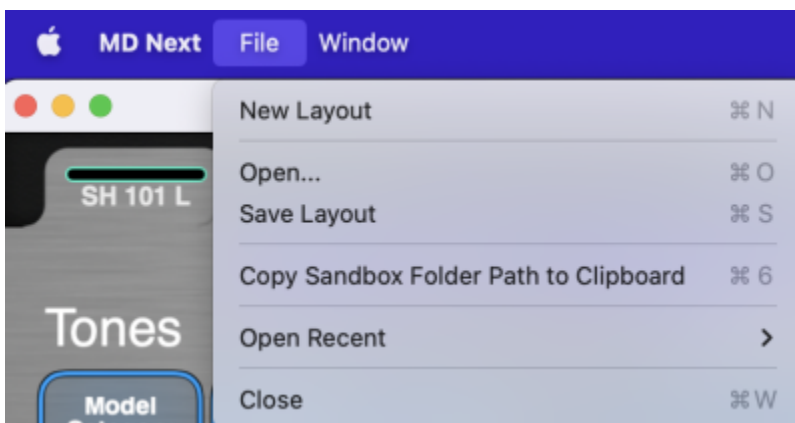 MD Next File Window
New Layout ⌘ N
SH 101 L
Open... ⌘ O
Save Layout ⌘ S
Copy Sandbox Folder Path to Clipboard ⌘ 6
Tones
Open Recent
Model
Close ⌘ W